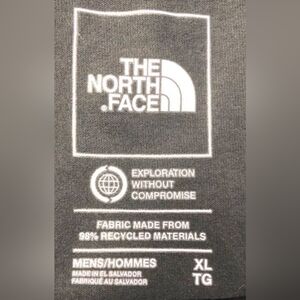 THE
NORTH
FACE
EXPLORATION
WITHOUT
COMPROMISE
FABRIC MADE FROM
98% RECYCLED MATERIALS
MENS/HOMMES XL
MADE IN EL SALVADOR TG
FABRIQUÉ AU SALVADOR